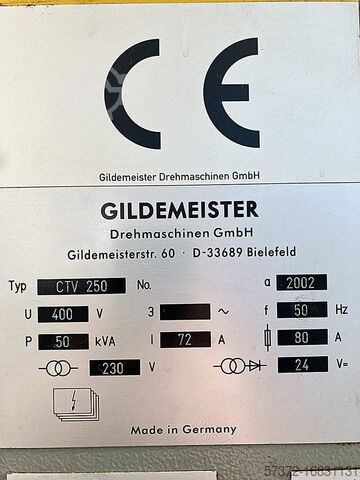 CE
Gildemeister Drehmaschinen GmbH
GILDEMEISTER
Drehmaschinen GmbH
Gildemeisterstr. 60 · D-33689 Bielefeld
Typ CTV 250 No. a 2002
U 400 V 3 ~ f 50 Hz
P 50 kVA I 72 A 80 A
230 V 24 V=
Made in Germany
57372-16831131